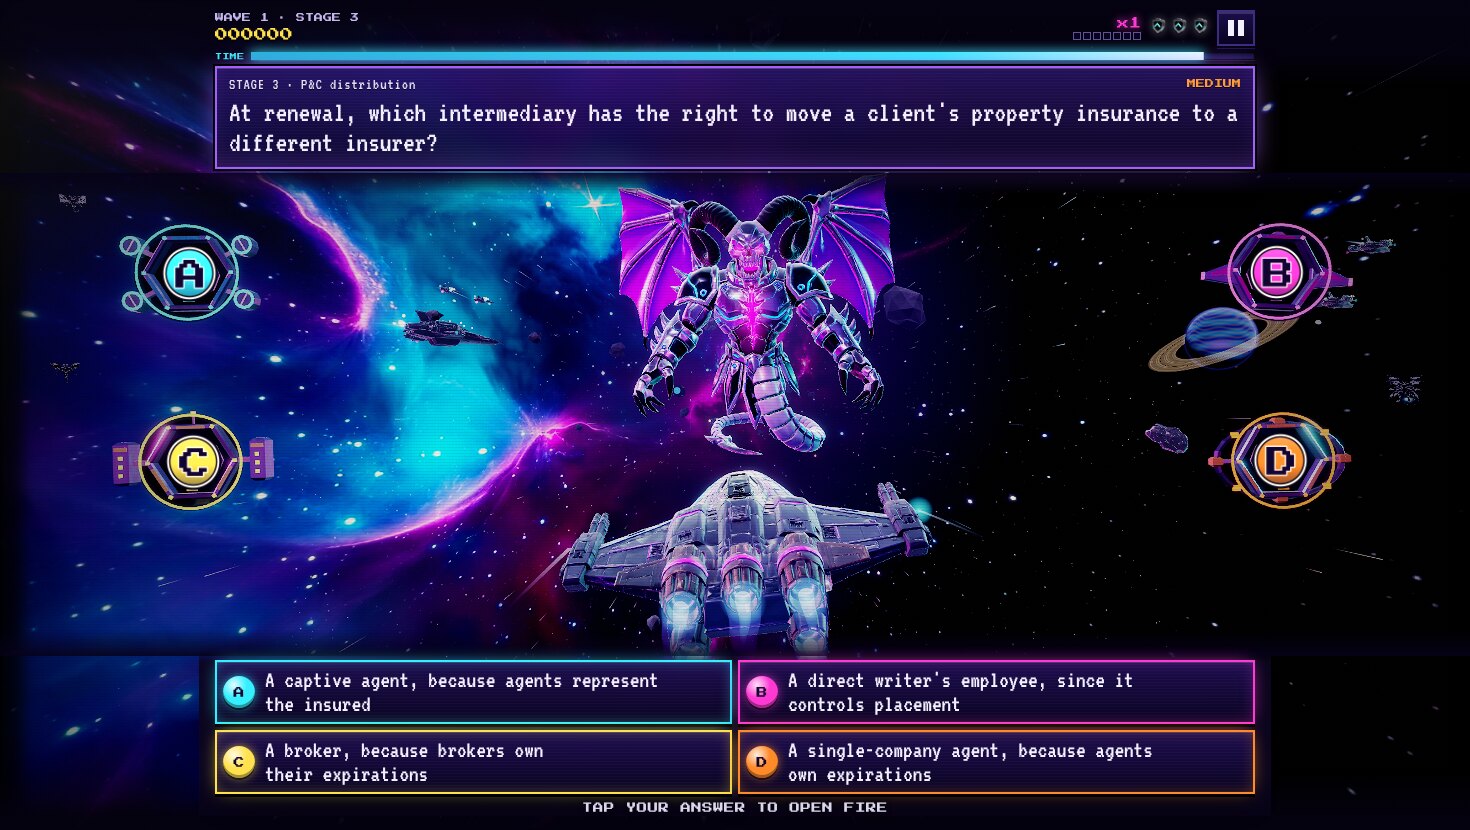 WAVE 1 · STAGE 3
000000
x1
TIME
STAGE 3 · P&C distribution
MEDIUM
At renewal, which intermediary has the right to move a client's property insurance to a
different insurer?
A
B
C
D
A
A captive agent, because agents represent
the insured
B
A direct writer's employee, since it
controls placement
C
A broker, because brokers own
their expirations
D
A single-company agent, because agents
own expirations
TAP YOUR ANSWER TO OPEN FIRE